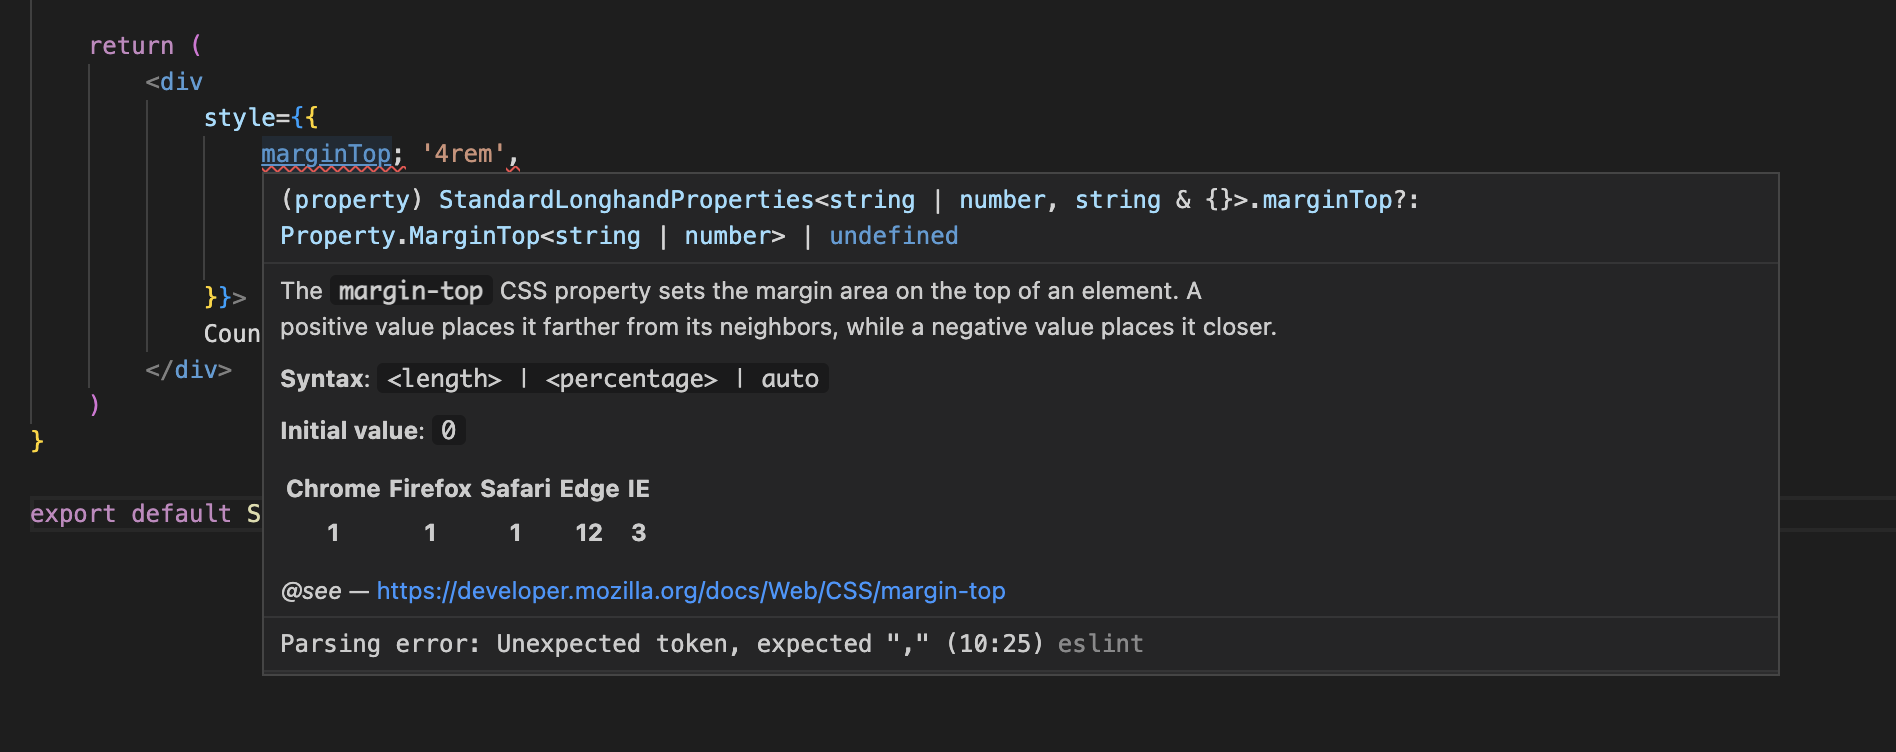 return (
<div
style={{
marginTop; '4rem',
(property) StandardLonghandProperties<string | number, string & {}>.marginTop?:
Property.MarginTop<string | number> | undefined
The margin-top CSS property sets the margin area on the top of an element. A
positive value places it farther from its neighbors, while a negative value places it closer.
}}>
Coun
Syntax: <length> | <percentage> | auto
</div>
)
Initial value: 0
}
Chrome Firefox Safari Edge IE
export default S
1 1 1 12 3
@see — https://developer.mozilla.org/docs/Web/CSS/margin-top
Parsing error: Unexpected token, expected "," (10:25) eslint